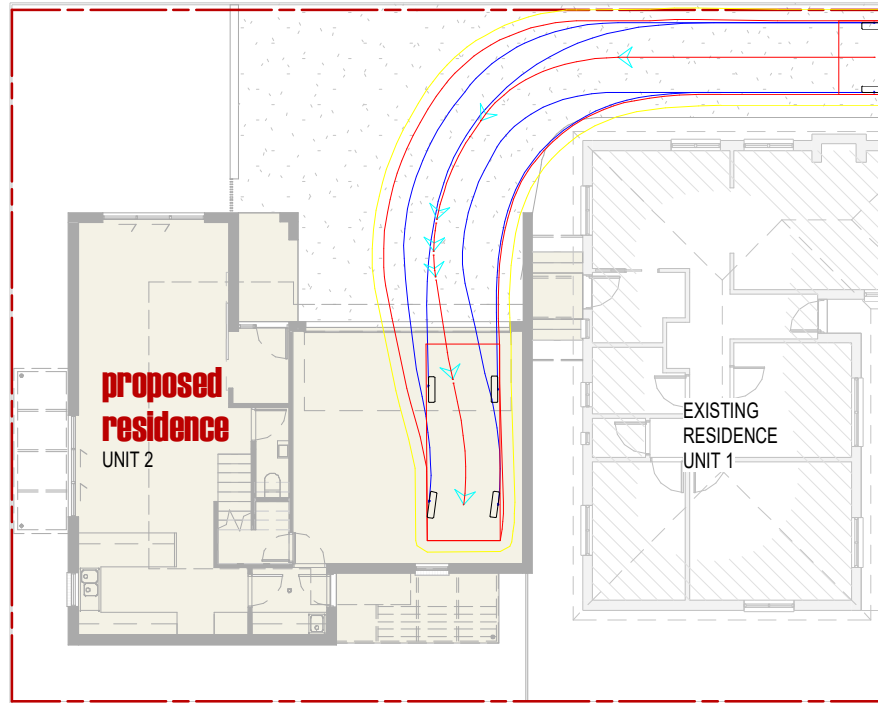 proposed
residence
UNIT 2
EXISTING
RESIDENCE
UNIT 1